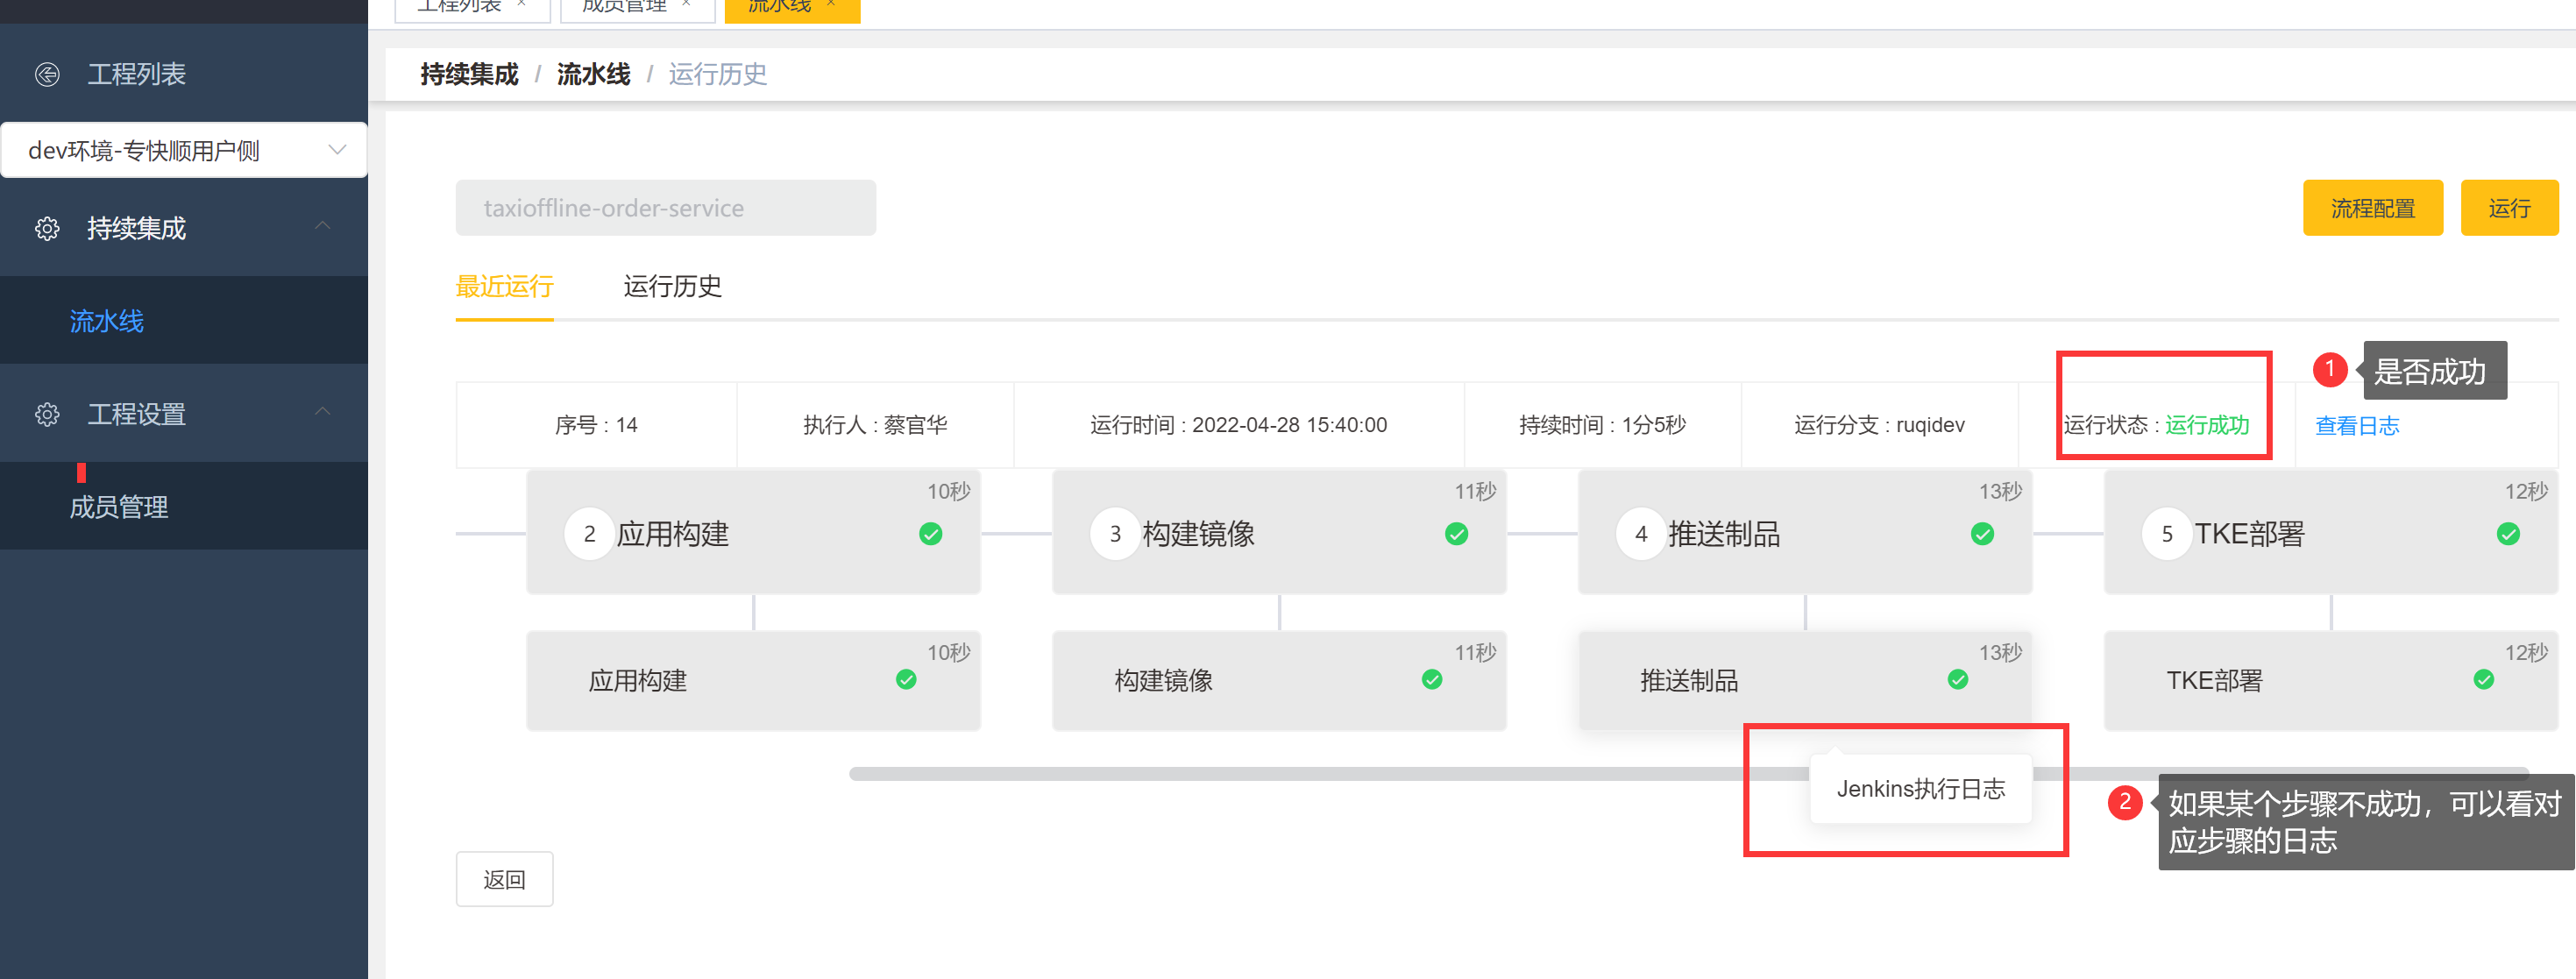 工程列表 ×
成员管理 ×
流水线 ×
工程列表
dev环境-专快顺用户侧
持续集成
流水线
工程设置
成员管理
持续集成 / 流水线 / 运行历史
taxioffline-order-service
流程配置
运行
最近运行
运行历史
1
是否成功
序号 : 14
执行人 : 蔡官华
运行时间 : 2022-04-28 15:40:00
持续时间 : 1分5秒
运行分支 : ruqidev
运行状态 : 运行成功
查看日志
10秒
2 应用构建
11秒
3 构建镜像
13秒
4 推送制品
12秒
5 TKE部署
10秒
应用构建
11秒
构建镜像
13秒
推送制品
12秒
TKE部署
Jenkins执行日志
2
如果某个步骤不成功，可以看对
应步骤的日志
返回